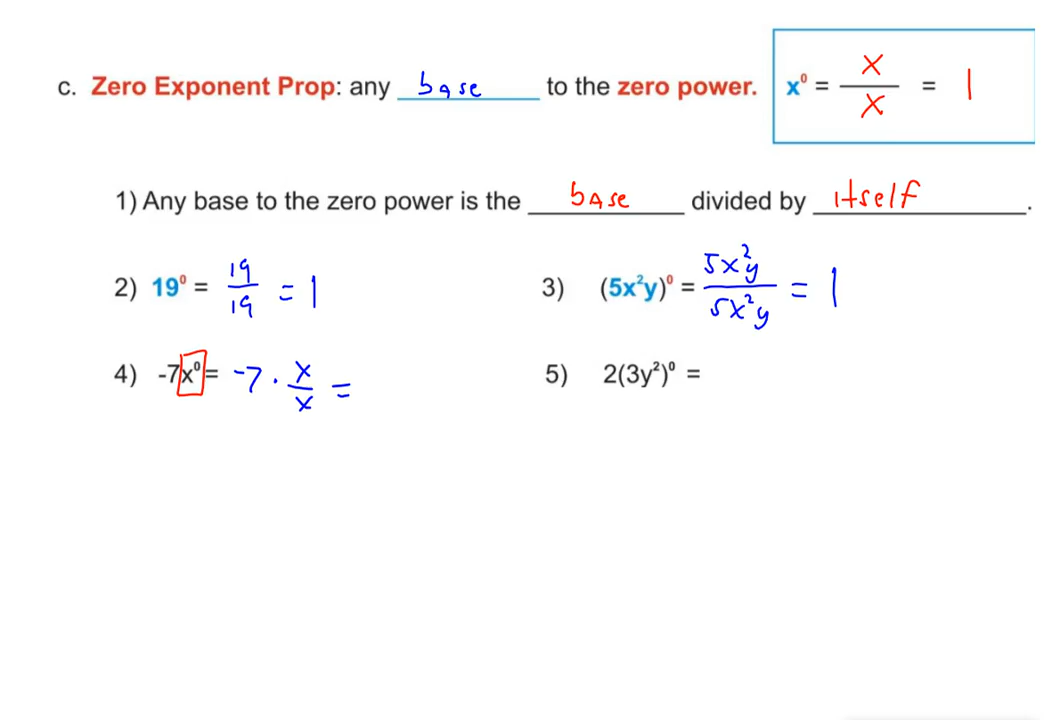 c. Zero Exponent Prop: any base to the zero power. x⁰ = x/x = 1
1) Any base to the zero power is the base divided by itself.
2) 19⁰ = 19/19 = 1 3) (5x²y)⁰ = 5x²y/5x²y = 1
4) -7x⁰ = -7 · x/x = 5) 2(3y²)⁰ =